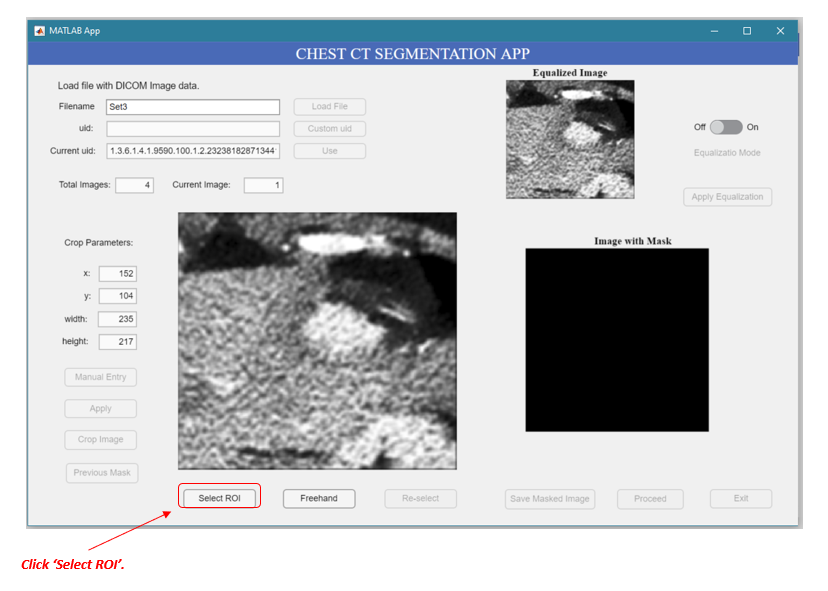 MATLAB App
CHEST CT SEGMENTATION APP
Load file with DICOM Image data.
Filename Set3 Load File
uid: Custom uid
Current uid: 1.3.6.1.4.1.9590.100.1.2.23238182871344 Use
Total Images: 4 Current Image: 1
Equalized Image
Off On
Equalizatio Mode
Apply Equalization
Crop Parameters:
x: 152
y: 104
width: 235
height: 217
Manual Entry
Apply
Crop Image
Previous Mask
Image with Mask
Select ROI Freehand Re-select Save Masked Image Proceed Exit
Click ‘Select ROI’.